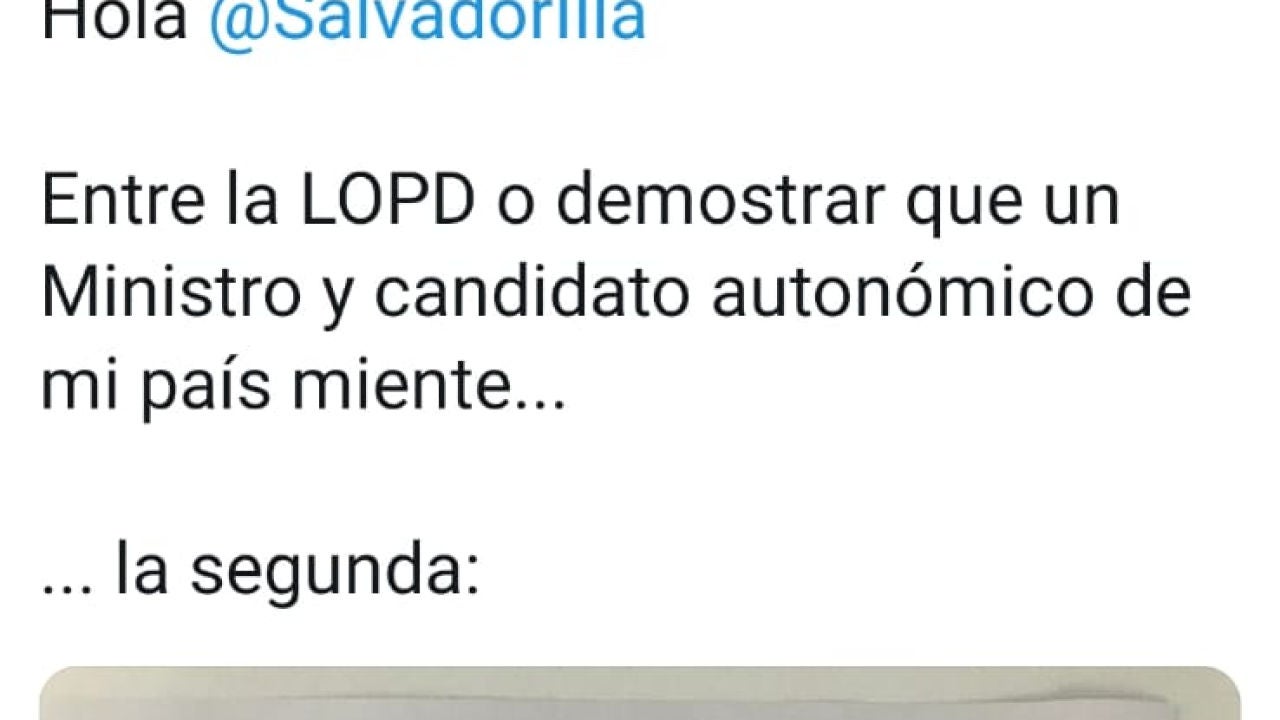 Hola @Salvadorilla
Entre la LOPD o demostrar que un
Ministro y candidato autonómico de
mi país miente...
... la segunda: